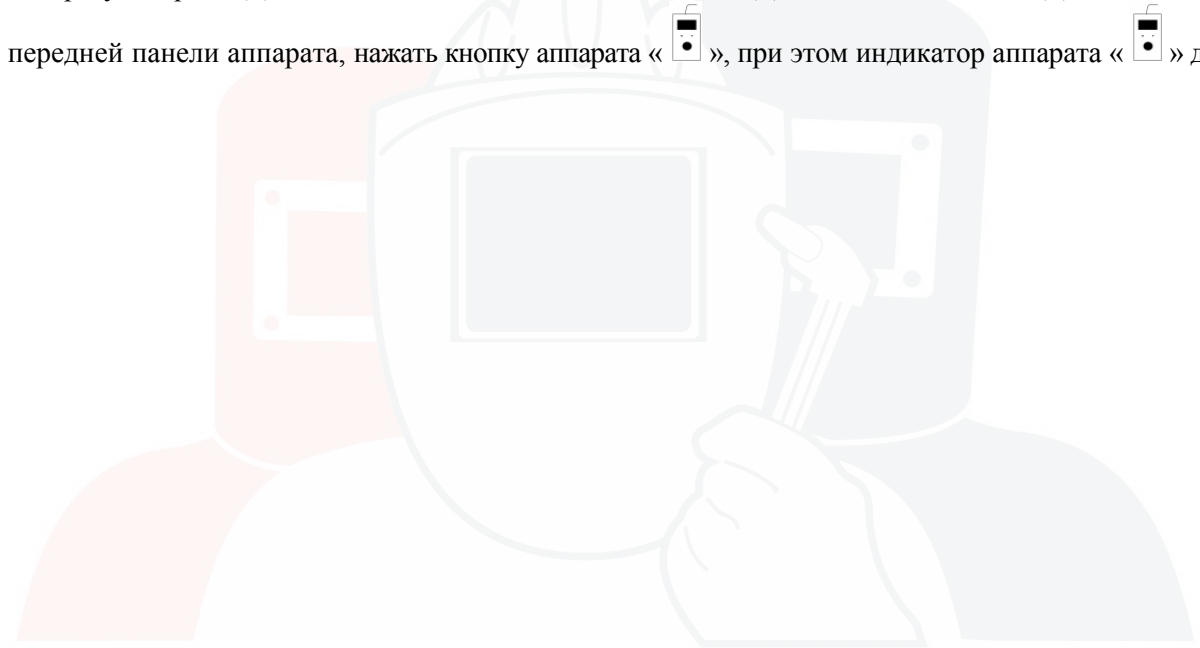 передней панели аппарата, нажать кнопку аппарата « », при этом индикатор аппарата « »